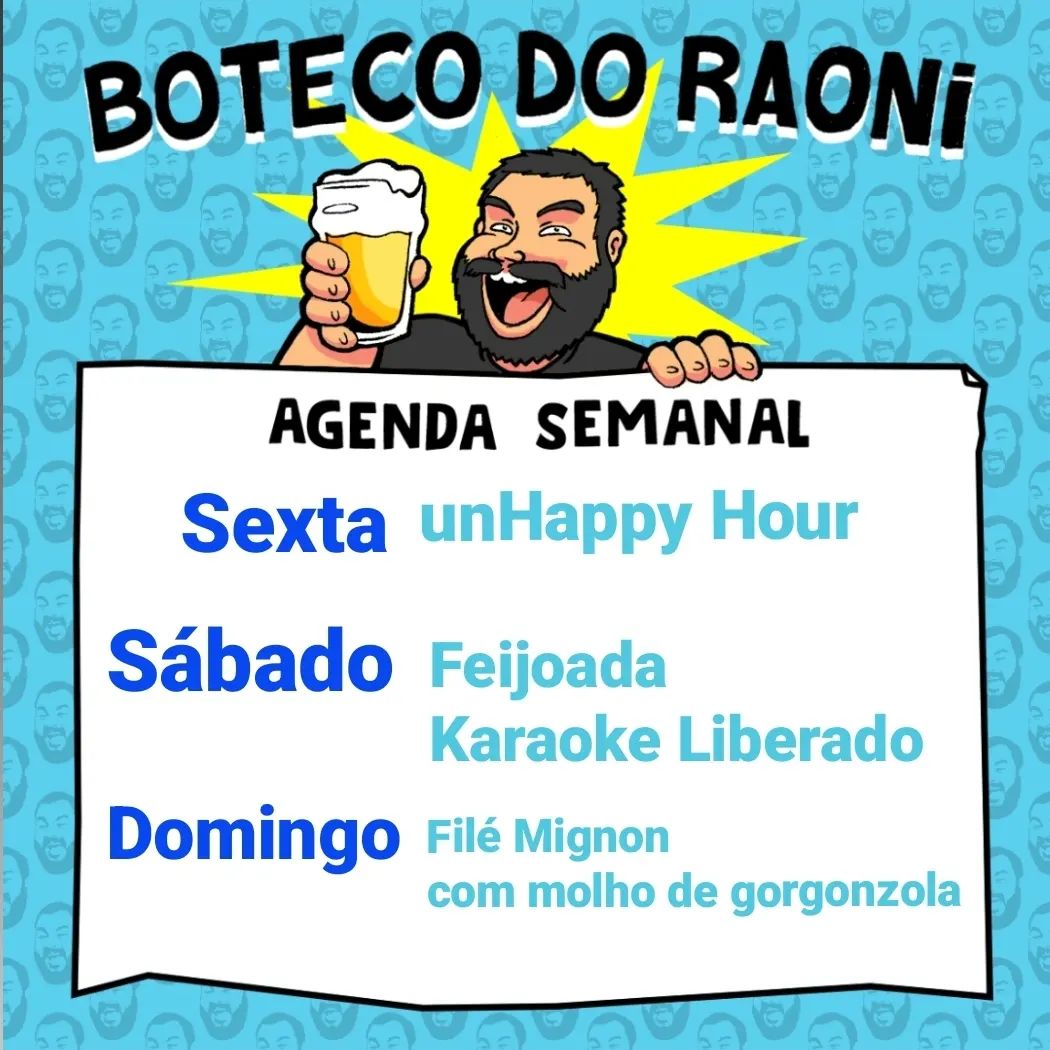 BOTECO DO RAONi
AGENDA SEMANAL
Sexta unHappy Hour
Sábado Feijoada
Karaoke Liberado
Domingo Filé Mignon
com molho de gorgonzola